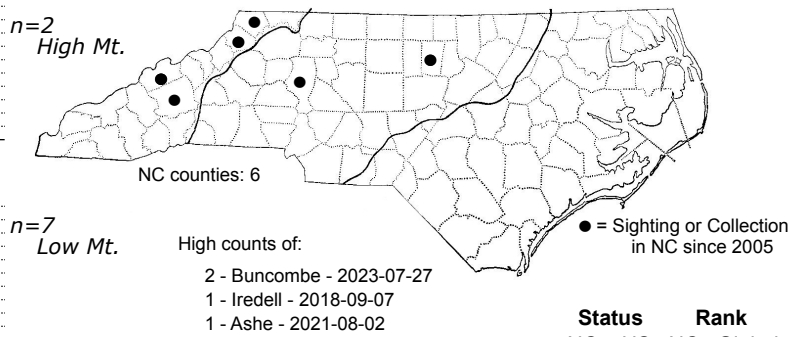 n=2
High Mt.
NC counties: 6
n=7
Low Mt.
High counts of:
2 - Buncombe - 2023-07-27
1 - Iredell - 2018-09-07
1 - Ashe - 2021-08-02
● = Sighting or Collection
in NC since 2005
Status Rank